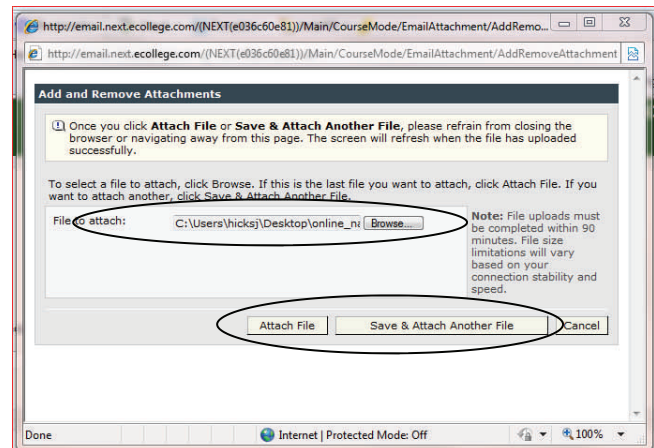 http://email.next.ecollege.com/(NEXT(e036c60e81))/Main/CourseMode/EmailAttachment/AddRemo...
http://email.next.ecollege.com/(NEXT(e036c60e81))/Main/CourseMode/EmailAttachment/AddRemoveAttachment
Add and Remove Attachments
Once you click Attach File or Save & Attach Another File, please refrain from closing the
browser or navigating away from this page. The screen will refresh when the file has uploaded
successfully.
To select a file to attach, click Browse. If this is the last file you want to attach, click Attach File. If you
want to attach another, click Save & Attach Another File.
File to attach: C:\Users\hicksj\Desktop\online_na Browse...
Note: File uploads must
be completed within 90
minutes. File size
limitations will vary
based on your
connection stability and
speed.
Attach File Save & Attach Another File Cancel
Done Internet | Protected Mode: Off 100%